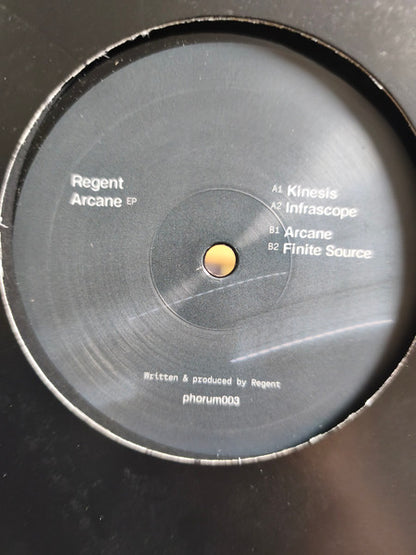 Regent
Arcane EP
A1 Kinesis
A2 Infrascope
B1 Arcane
B2 Finite Source
Written & produced by Regent
phorum003